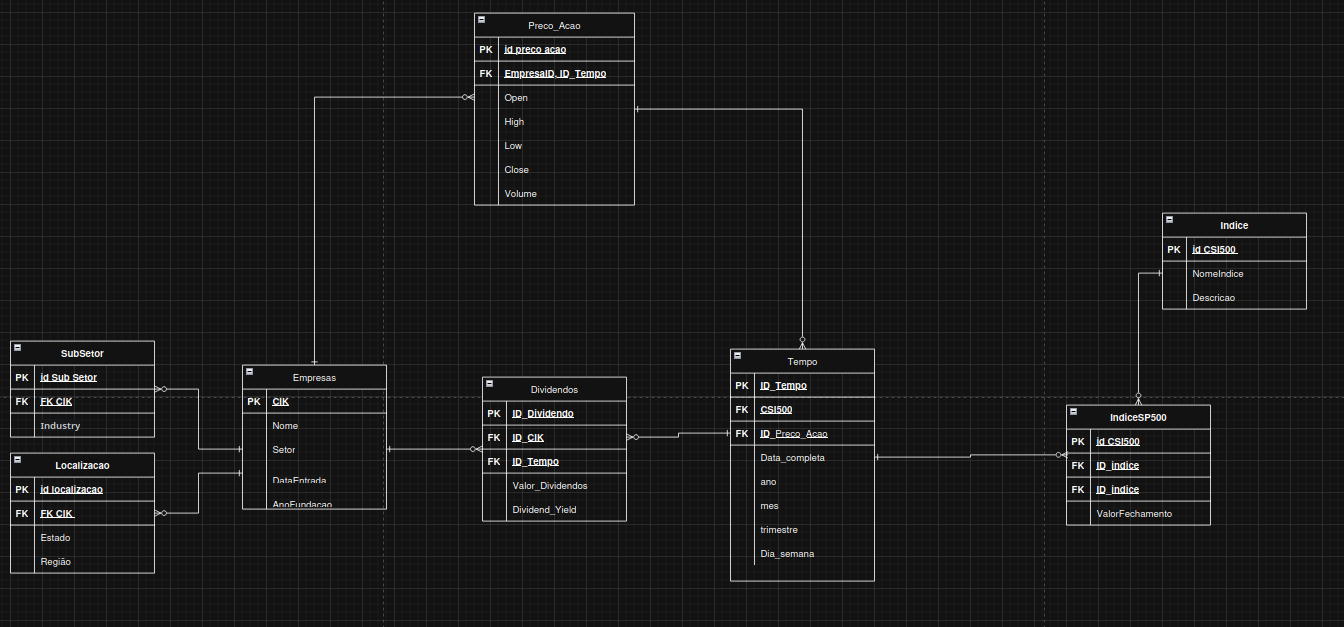 Preco_Acao
PK id preco acao
FK EmpresaID, ID_Tempo
Open
High
Low
Close
Volume
Indice
PK id CSI500
NomeIndice
Descricao
SubSetor
PK id Sub Setor
FK FK CIK
Industry
Localizacao
PK id localizacao
FK FK CIK
Estado
Região
Empresas
PK CIK
Nome
Setor
DataEntrada
AnoFundacao
Dividendos
PK ID_Dividendo
FK ID_CIK
FK ID_Tempo
Valor_Dividendos
Dividend_Yield
Tempo
PK ID_Tempo
FK CSI500
FK ID_Preco_Acao
Data_completa
ano
mes
trimestre
Dia_semana
IndiceSP500
PK id CSI500
FK ID_indice
FK ID_indice
ValorFechamento